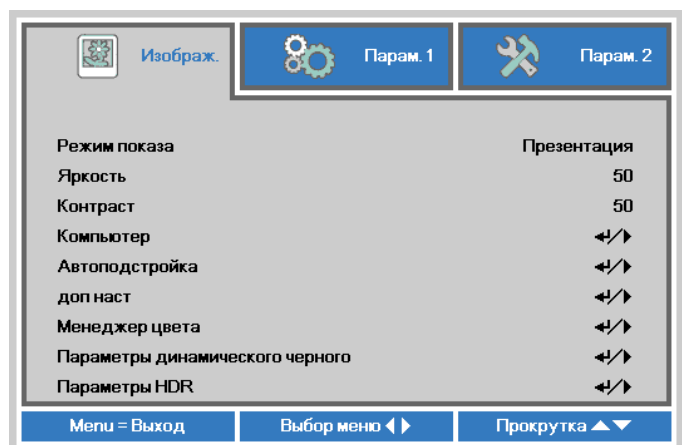 Изображ. Парам. 1 Парам. 2
Режим показа Презентация
Яркость 50
Контраст 50
Компьютер ↵/▶
Автоподстройка ↵/▶
доп наст ↵/▶
Менеджер цвета ↵/▶
Параметры динамического черного ↵/▶
Параметры HDR ↵/▶
Menu = Выход Выбор меню ◀▶ Прокрутка ▲▼